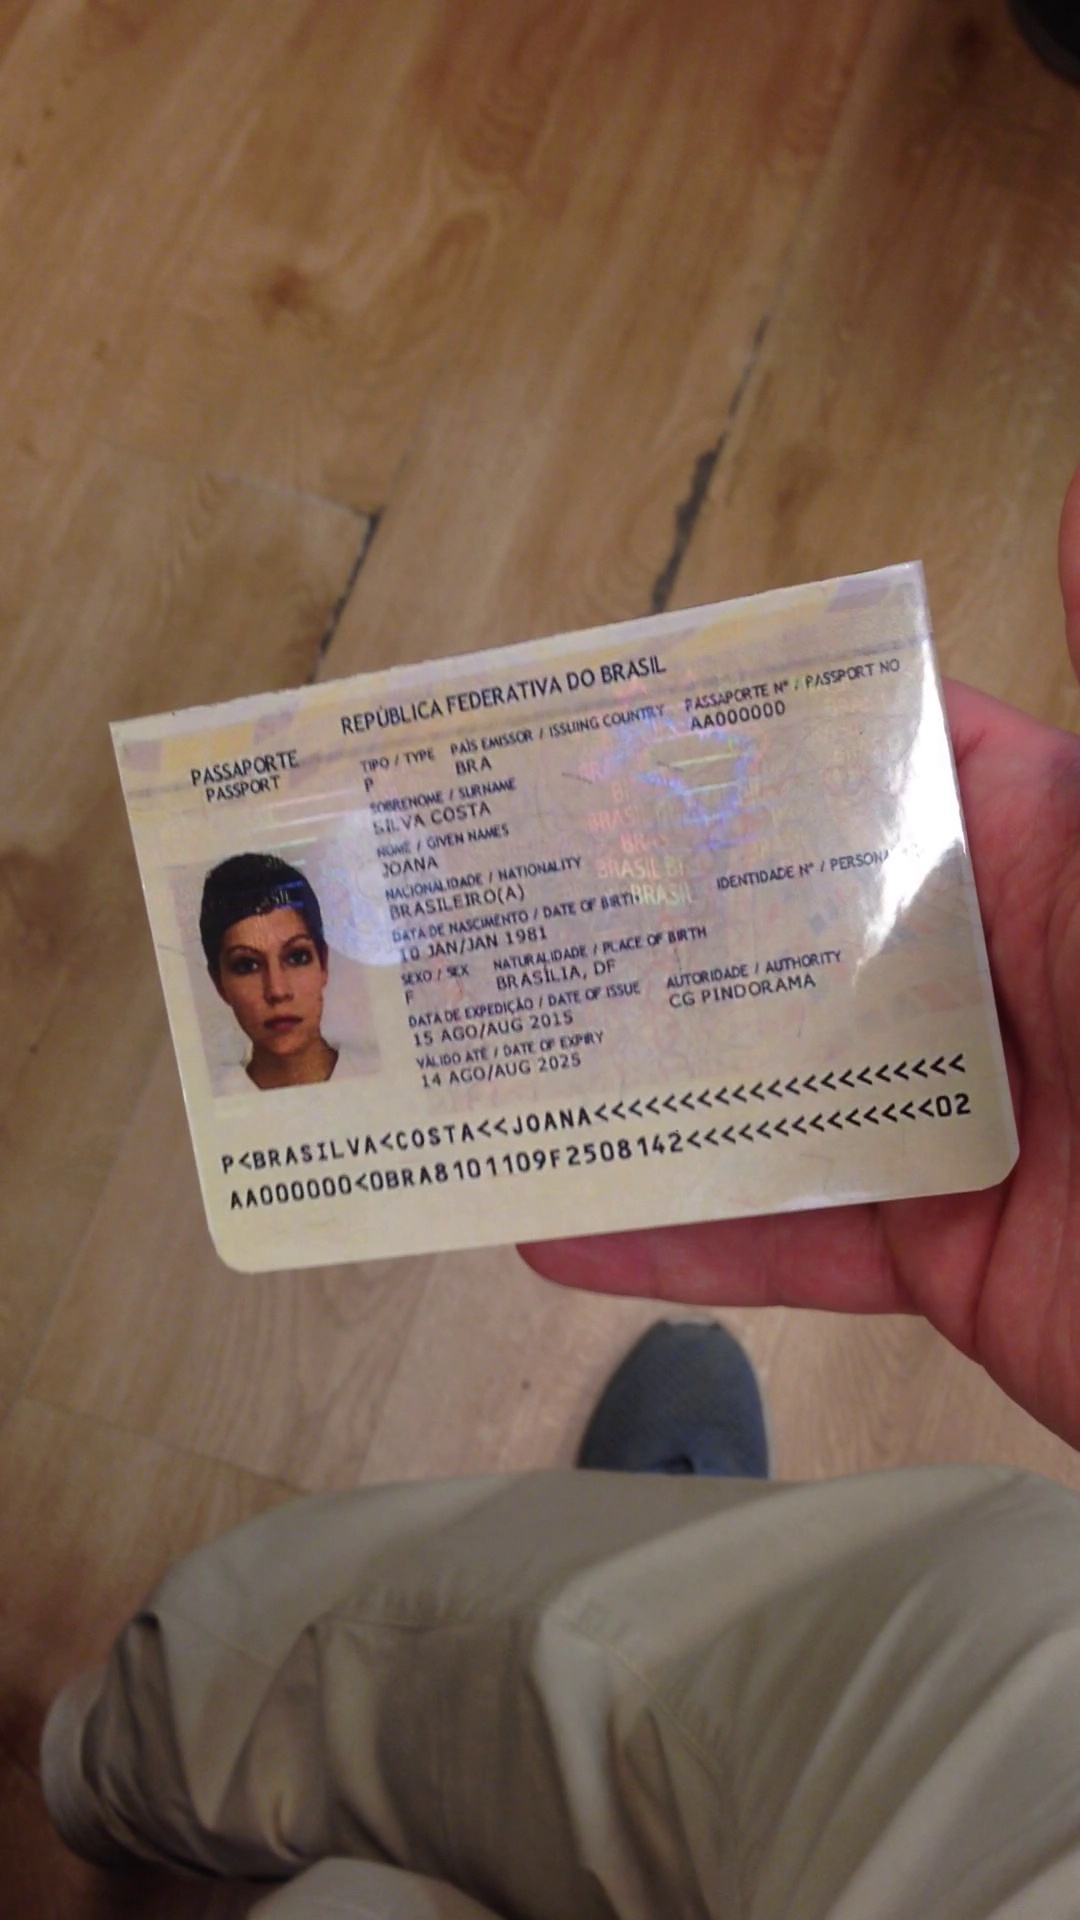 REPÚBLICA FEDERATIVA DO BRASIL
PASSAPORTE
PASSPORT
TIPO / TYPE PAÍS EMISSOR / ISSUING COUNTRY PASSAPORTE Nº / PASSPORT NO
P BRA AA000000
SOBRENOME / SURNAME
SILVA COSTA
NOME / GIVEN NAMES
JOANA
NACIONALIDADE / NATIONALITY
BRASILEIRO(A)
DATA DE NASCIMENTO / DATE OF BIRTH IDENTIDADE Nº / PERSONA
10 JAN/JAN 1981
SEXO / SEX NATURALIDADE / PLACE OF BIRTH
F BRASÍLIA, DF
DATA DE EXPEDIÇÃO / DATE OF ISSUE AUTORIDADE / AUTHORITY
15 AGO/AUG 2015 CG PINDORAMA
VÁLIDO ATÉ / DATE OF EXPIRY
14 AGO/AUG 2025
BRASIL BR
BRASIL
P<BRASILVA<COSTA<<JOANA<<<<<<<<<<<<<<<<<<<<<
AA000000<0BRA8101109F2508142<<<<<<<<<<<<<<02